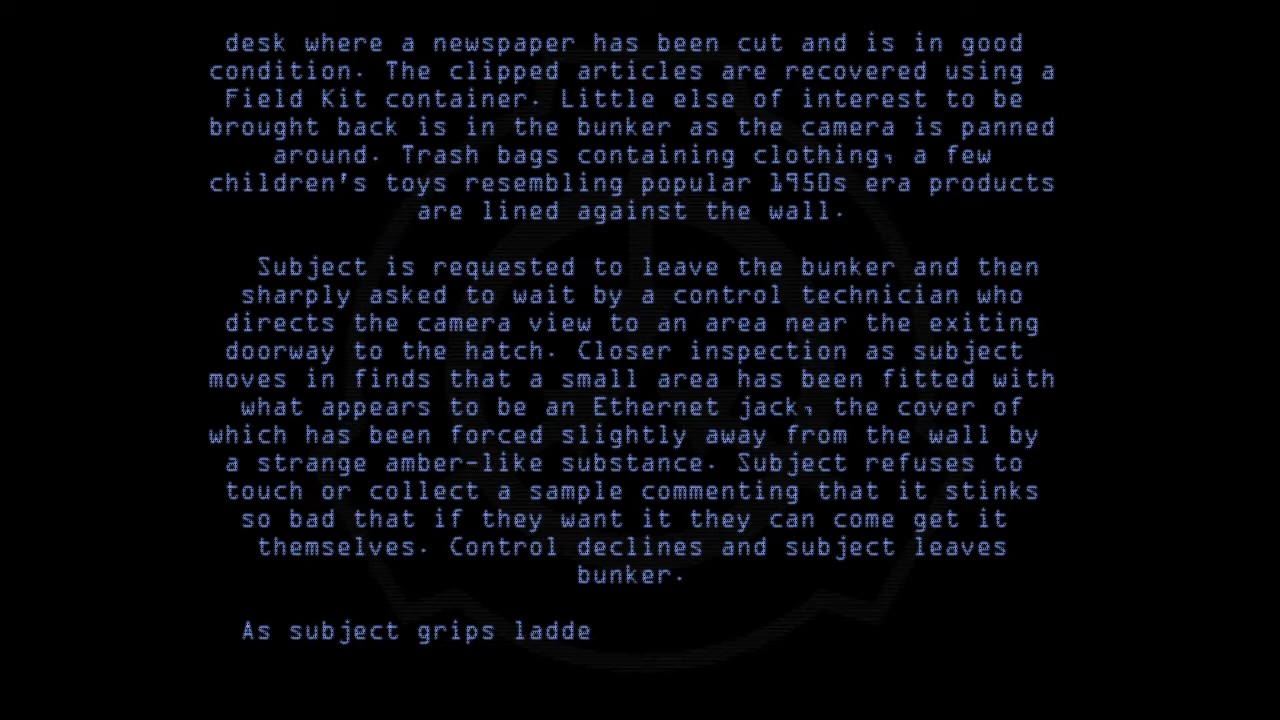 desk where a newspaper has been cut and is in good
condition. The clipped articles are recovered using a
Field Kit container. Little else of interest to be
brought back is in the bunker as the camera is panned
around. Trash bags containing clothing, a few
children's toys resembling popular 1950s era products
are lined against the wall.
Subject is requested to leave the bunker and then
sharply asked to wait by a control technician who
directs the camera view to an area near the exiting
doorway to the hatch. Closer inspection as subject
moves in finds that a small area has been fitted with
what appears to be an Ethernet jack, the cover of
which has been forced slightly away from the wall by
a strange amber-like substance. Subject refuses to
touch or collect a sample commenting that it stinks
so bad that if they want it they can come get it
themselves. Control declines and subject leaves
bunker.
As subject grips ladde